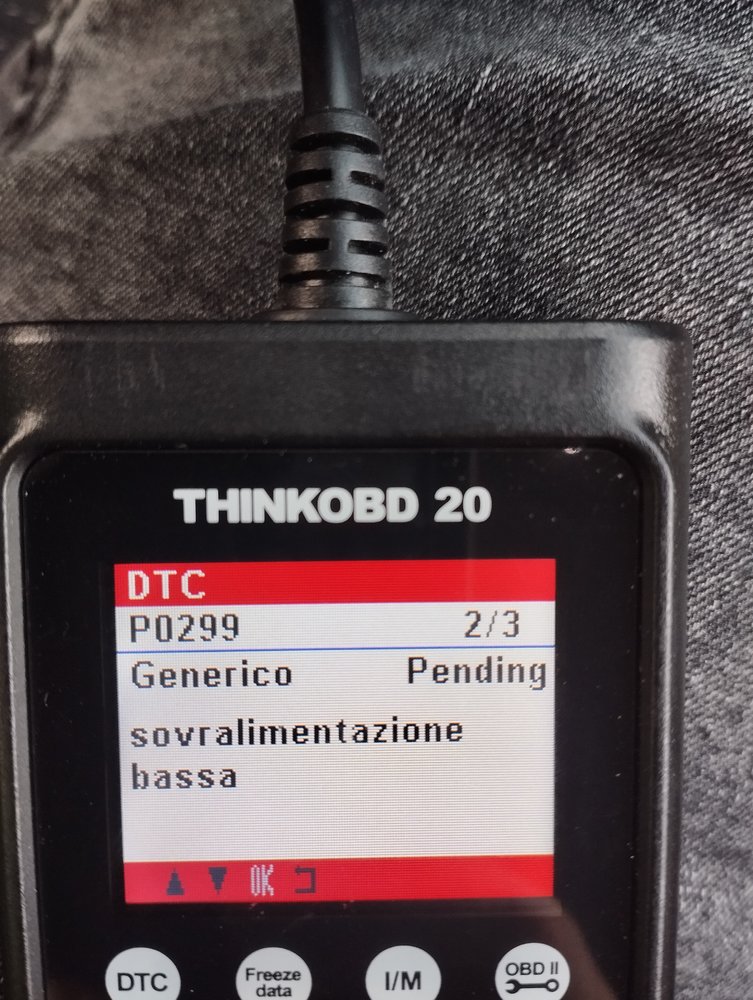 THINKOBD 20
DTC
P0299 2/3
Generico Pending
sovralimentazione
bassa
OK
DTC Freeze data I/M OBD II